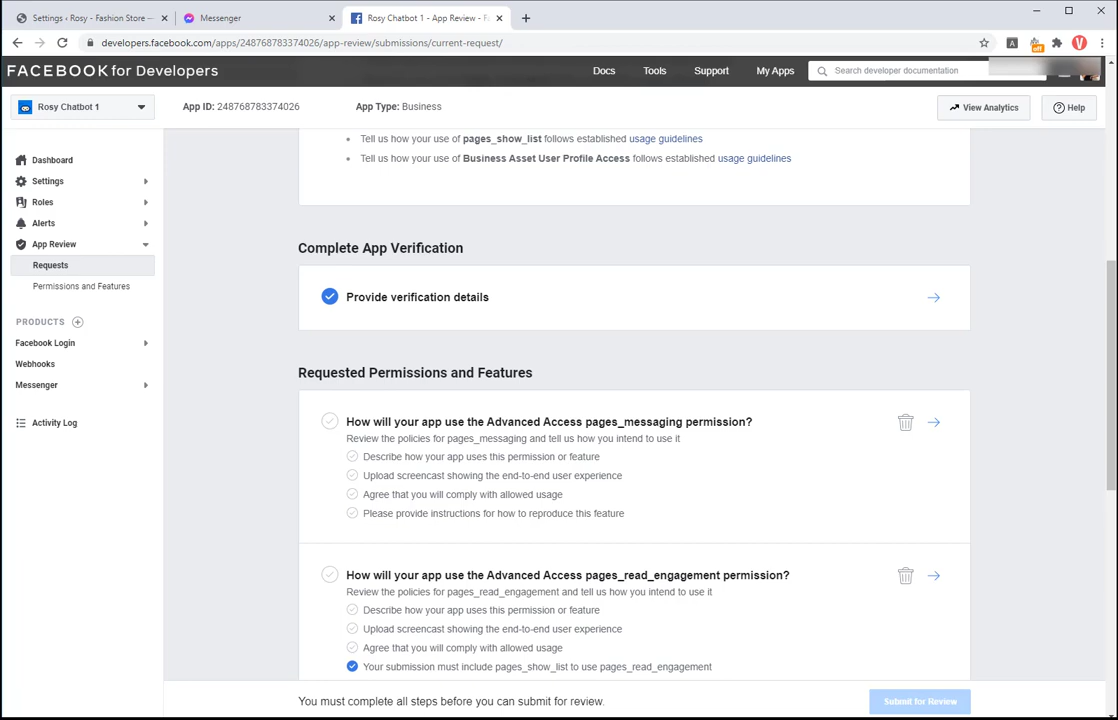 Settings ‹ Rosy - Fashion Store —
Messenger
Rosy Chatbot 1 - App Review - F
developers.facebook.com/apps/248768783374026/app-review/submissions/current-request/
FACEBOOK for Developers
Docs
Tools
Support
My Apps
Search developer documentation
Rosy Chatbot 1
App ID: 248768783374026
App Type: Business
View Analytics
Help
Dashboard
Settings
Roles
Alerts
App Review
Requests
Permissions and Features
PRODUCTS
Facebook Login
Webhooks
Messenger
Activity Log
Tell us how your use of pages_show_list follows established usage guidelines
Tell us how your use of Business Asset User Profile Access follows established usage guidelines
Complete App Verification
Provide verification details
Requested Permissions and Features
How will your app use the Advanced Access pages_messaging permission?
Review the policies for pages_messaging and tell us how you intend to use it
Describe how your app uses this permission or feature
Upload screencast showing the end-to-end user experience
Agree that you will comply with allowed usage
Please provide instructions for how to reproduce this feature
How will your app use the Advanced Access pages_read_engagement permission?
Review the policies for pages_read_engagement and tell us how you intend to use it
Describe how your app uses this permission or feature
Upload screencast showing the end-to-end user experience
Agree that you will comply with allowed usage
Your submission must include pages_show_list to use pages_read_engagement
You must complete all steps before you can submit for review.
Submit for Review